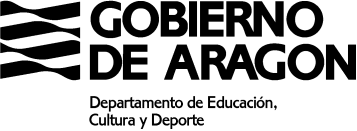 GOBIERNO
DE ARAGON
Departamento de Educación,
Cultura y Deporte